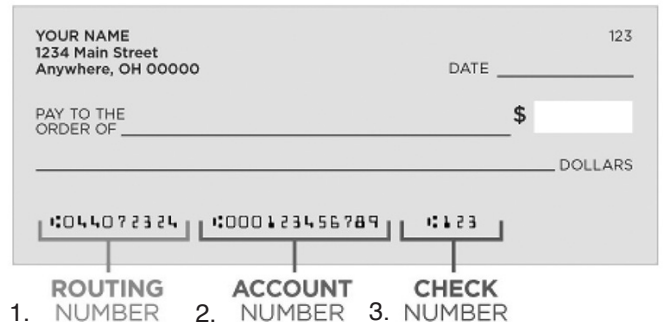 YOUR NAME 123
1234 Main Street
Anywhere, OH 00000
DATE
PAY TO THE
ORDER OF $
DOLLARS
⑆044072324 ⑆000123456789 ⑆123
ROUTING ACCOUNT CHECK
1. NUMBER 2. NUMBER 3. NUMBER